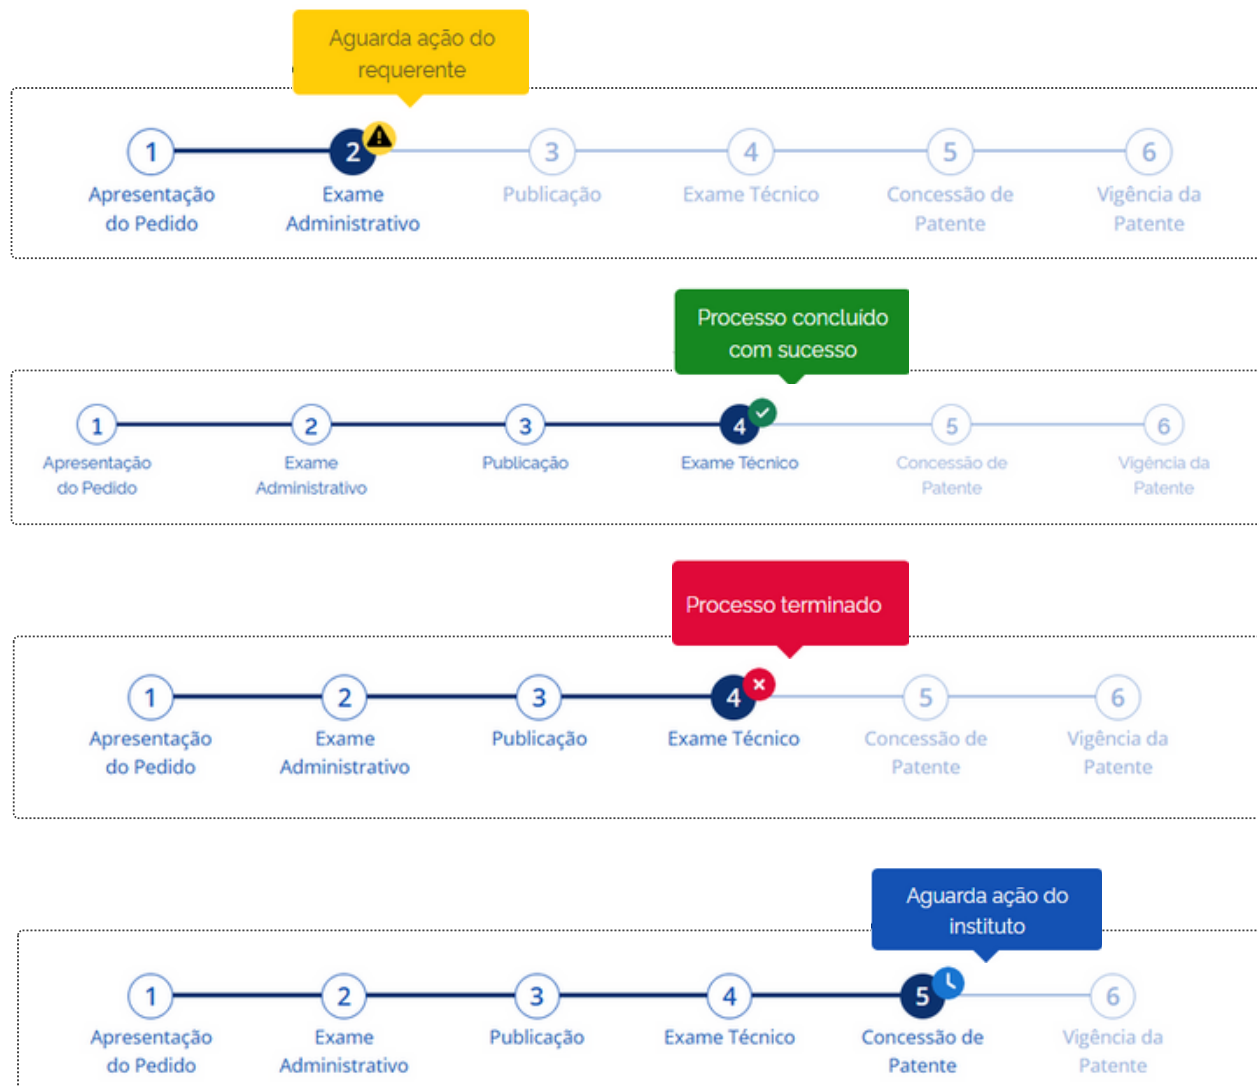 Aguarda ação do
requerente
1
2
3
4
5
6
Apresentação
do Pedido
Exame
Administrativo
Publicação
Exame Técnico
Concessão de
Patente
Vigência da
Patente
Processo concluído
com sucesso
1
2
3
4
5
6
Apresentação
do Pedido
Exame
Administrativo
Publicação
Exame Técnico
Concessão de
Patente
Vigência da
Patente
Processo terminado
1
2
3
4
5
6
Apresentação
do Pedido
Exame
Administrativo
Publicação
Exame Técnico
Concessão de
Patente
Vigência da
Patente
Aguarda ação do
instituto
1
2
3
4
5
6
Apresentação
do Pedido
Exame
Administrativo
Publicação
Exame Técnico
Concessão de
Patente
Vigência da
Patente